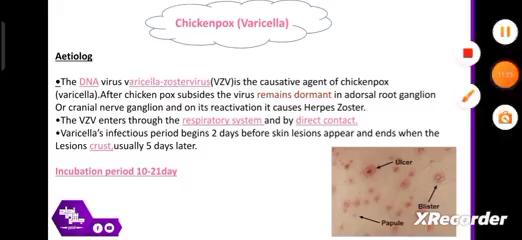 Chickenpox (Varicella)
Aetiolog
•The DNA virus varicella-zostervirus(VZV)is the causative agent of chickenpox
(varicella).After chicken pox subsides the virus remains dormant in adorsal root ganglion
Or cranial nerve ganglion and on its reactivation it causes Herpes Zoster.
•The VZV enters through the respiratory system and by direct contact.
•Varicella's infectious period begins 2 days before skin lesions appear and ends when the
Lesions crust,usually 5 days later.
Incubation period 10-21day
Ulcer
Blister
Papule
XRecorder